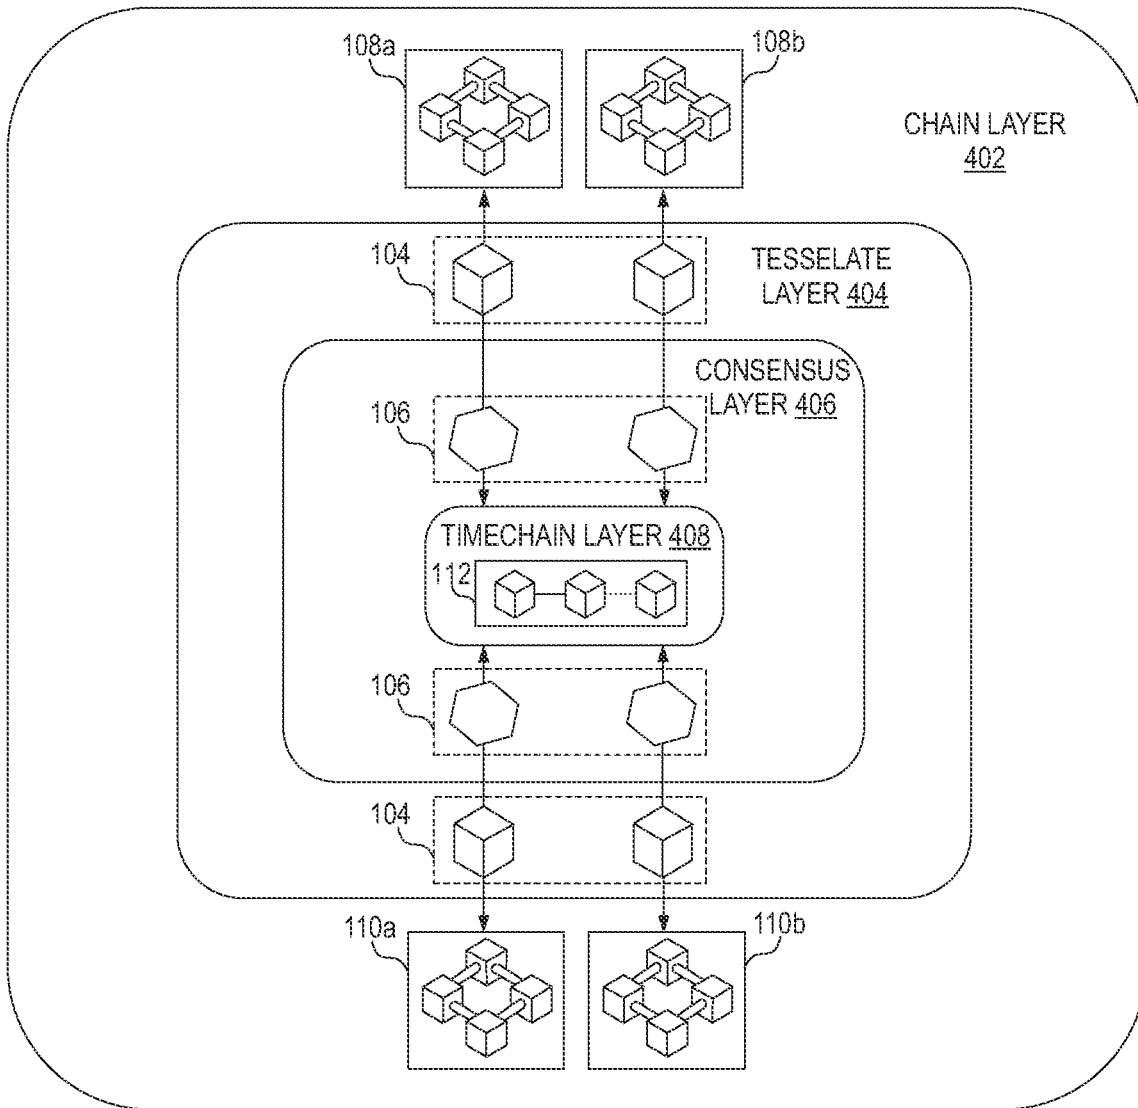 108a
108b
CHAIN LAYER
402
104
TESSELATE
LAYER 404
CONSENSUS
LAYER 406
106
TIMECHAIN LAYER 408
112
106
104
110a
110b